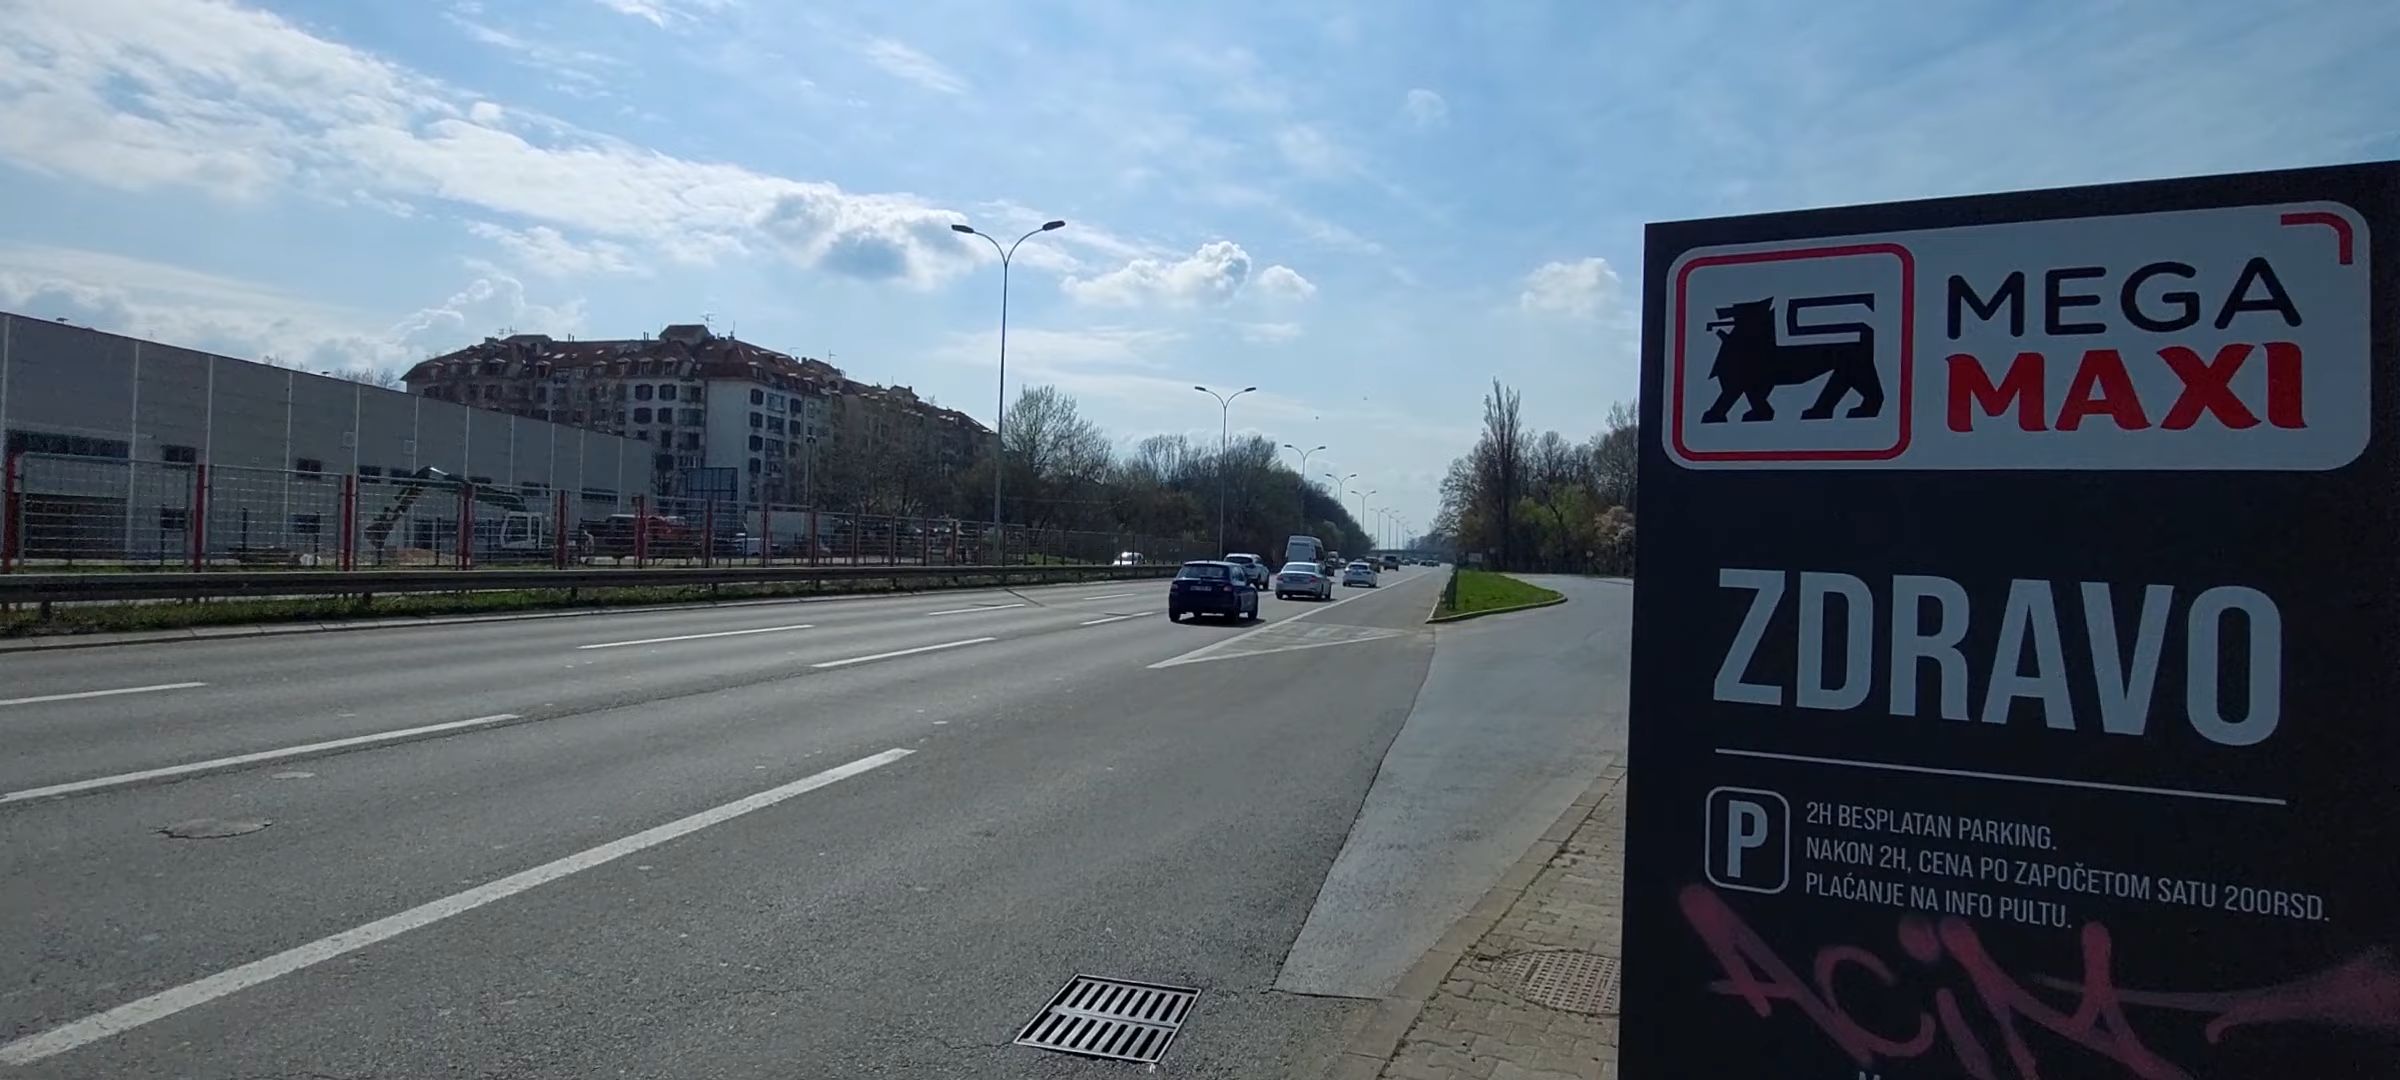 MEGA
MAXI
ZDRAVO
P
2H BESPLATAN PARKING.
NAKON 2H, CENA PO ZAPOČETOM SATU 200RSD.
PLAĆANJE NA INFO PULTU.